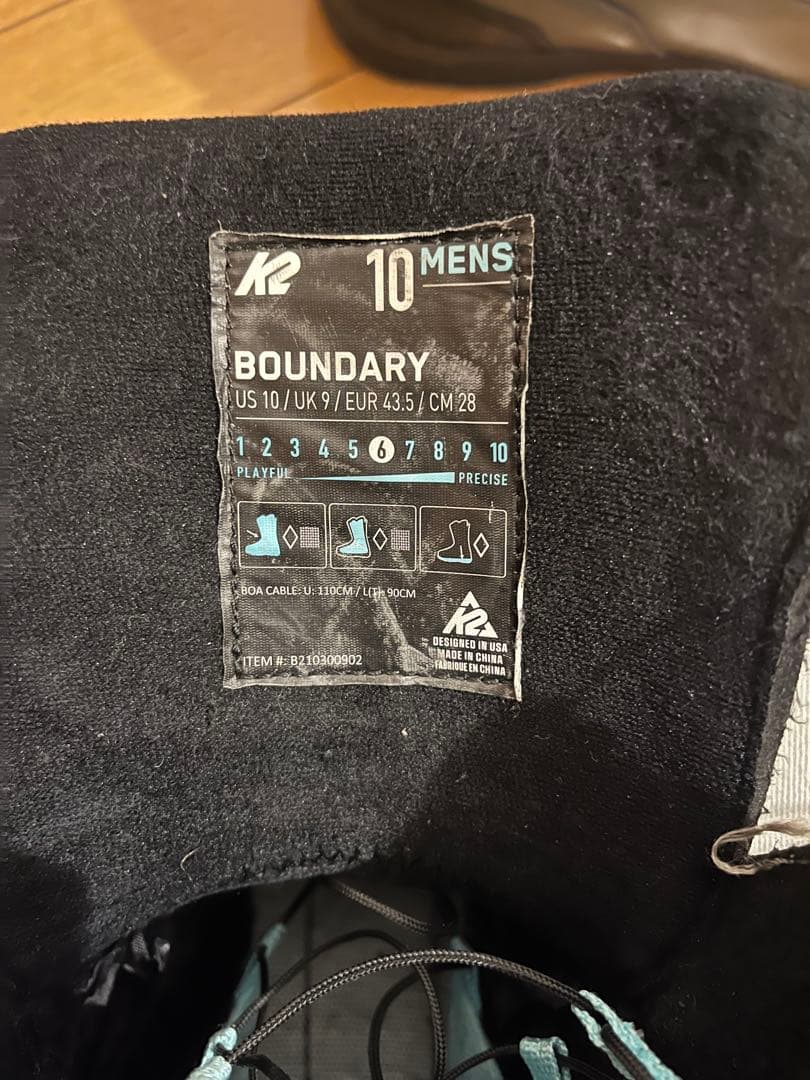 K2 10 MENS
BOUNDARY
US 10 / UK 9 / EUR 43.5 / CM 28
1 2 3 4 5 6 7 8 9 10
PLAYFUL PRECISE
BOA CABLE: U: 110CM / L(T): 90CM
K2
DESIGNED IN USA
MADE IN CHINA
FABRIQUE EN CHINA
ITEM #: B210300902